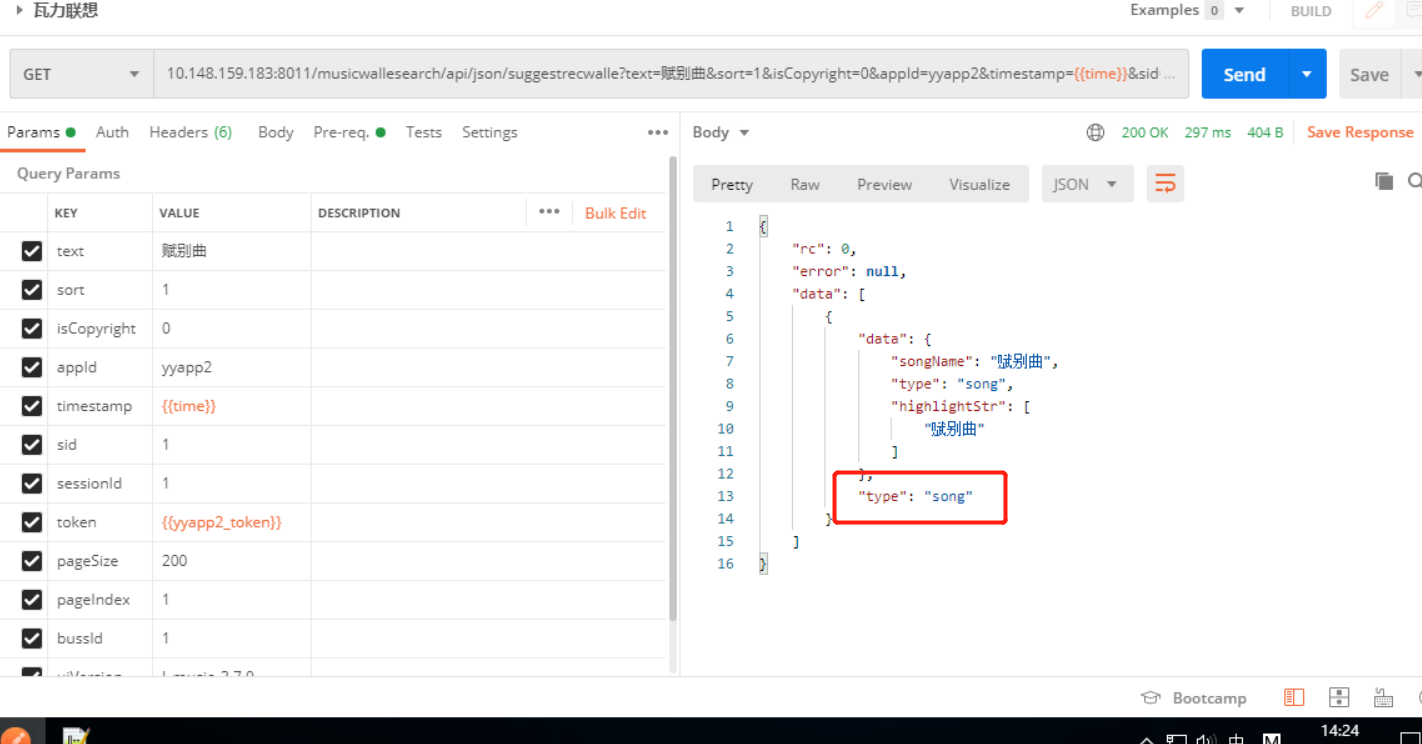 瓦力联想
Examples 0
BUILD
GET
10.148.159.183:8011/musicwallesearch/api/json/suggestrecwalle?text=赋别曲&sort=1&isCopyright=0&appId=yyapp2&timestamp={{time}}&sid ...
Send
Save
Params
Auth
Headers (6)
Body
Pre-req.
Tests
Settings
Query Params
KEY VALUE DESCRIPTION
Bulk Edit
text 赋别曲
sort 1
isCopyright 0
appId yyapp2
timestamp {{time}}
sid 1
sessionId 1
token {{yyapp2_token}}
pageSize 200
pageIndex 1
bussId 1
Body
200 OK 297 ms 404 B Save Response
Pretty Raw Preview Visualize JSON
1 {
2 "rc": 0,
3 "error": null,
4 "data": [
5 {
6 "data": {
7 "songName": "赋别曲",
8 "type": "song",
9 "highlightStr": [
10 "赋别曲"
11 ]
12 },
13 "type": "song"
14 }
15 ]
16 }
Bootcamp
中
M
14:24